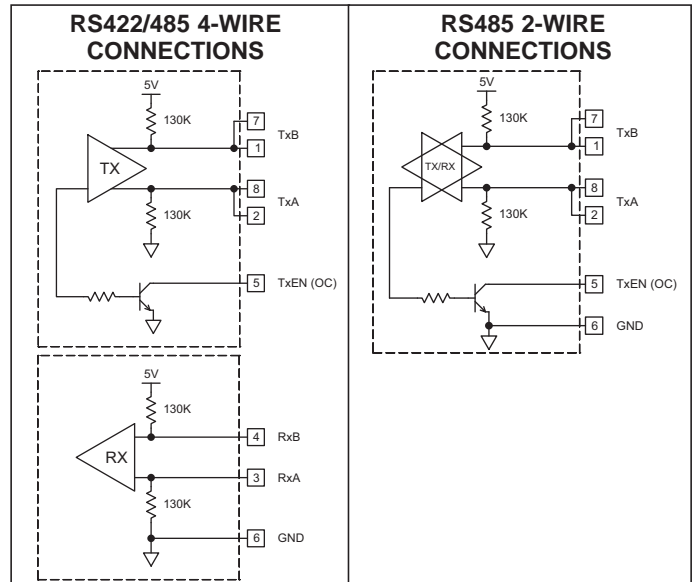 RS422/485 4-WIRE
CONNECTIONS
5V
130K
7
TxB
1
TX
8
TxA
130K
2
5
TxEN (OC)
5V
130K
4
RxB
RX
3
RxA
130K
6
GND
RS485 2-WIRE
CONNECTIONS
5V
130K
7
TxB
1
TX/RX
8
TxA
130K
2
5
TxEN (OC)
6
GND